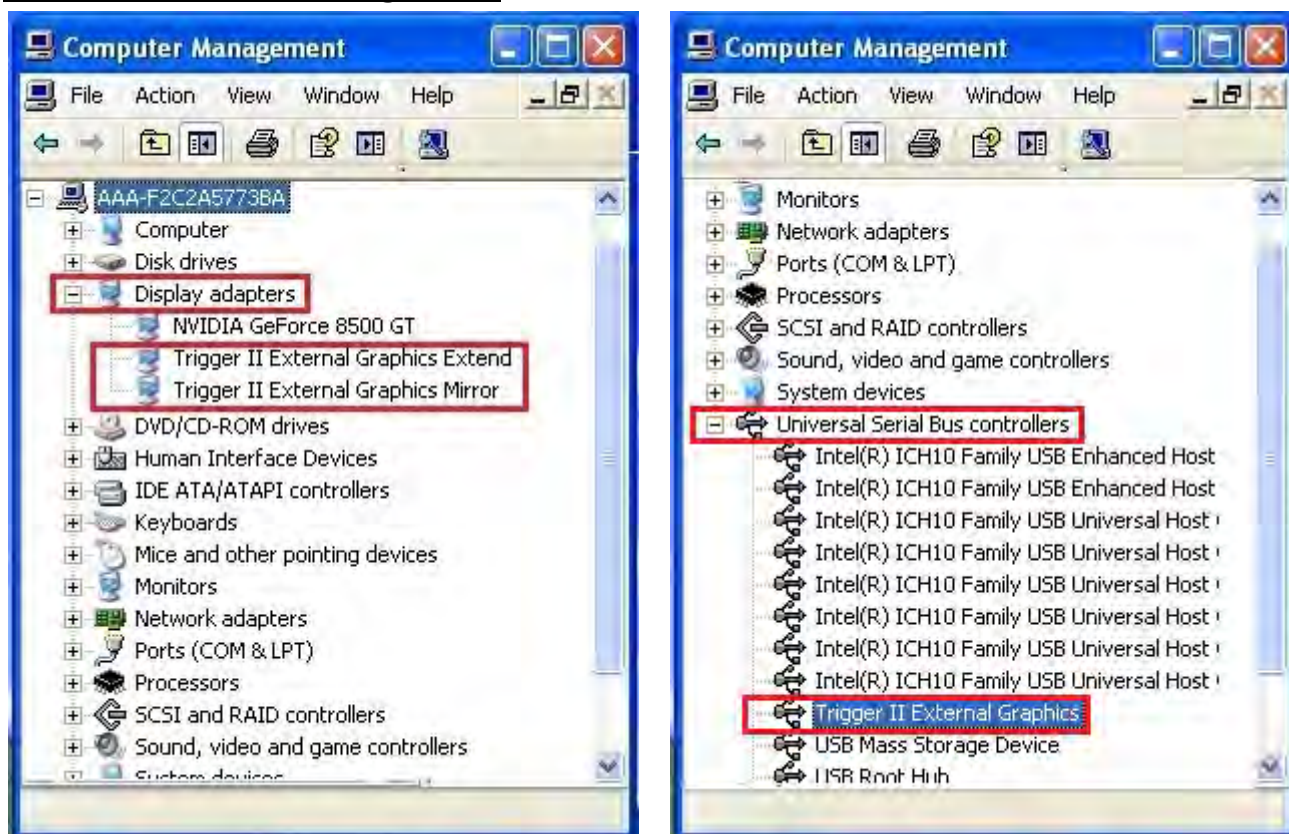 Computer Management
File Action View Window Help
AAA-F2C2A5773BA
Computer
Disk drives
Display adapters
NVIDIA GeForce 8500 GT
Trigger II External Graphics Extend
Trigger II External Graphics Mirror
DVD/CD-ROM drives
Human Interface Devices
IDE ATA/ATAPI controllers
Keyboards
Mice and other pointing devices
Monitors
Network adapters
Ports (COM & LPT)
Processors
SCSI and RAID controllers
Sound, video and game controllers
System devices
Computer Management
File Action View Window Help
Monitors
Network adapters
Ports (COM & LPT)
Processors
SCSI and RAID controllers
Sound, video and game controllers
System devices
Universal Serial Bus controllers
Intel(R) ICH10 Family USB Enhanced Host
Intel(R) ICH10 Family USB Enhanced Host
Intel(R) ICH10 Family USB Universal Host
Intel(R) ICH10 Family USB Universal Host
Intel(R) ICH10 Family USB Universal Host
Intel(R) ICH10 Family USB Universal Host
Intel(R) ICH10 Family USB Universal Host
Intel(R) ICH10 Family USB Universal Host
Trigger II External Graphics
USB Mass Storage Device
USB Root Hub